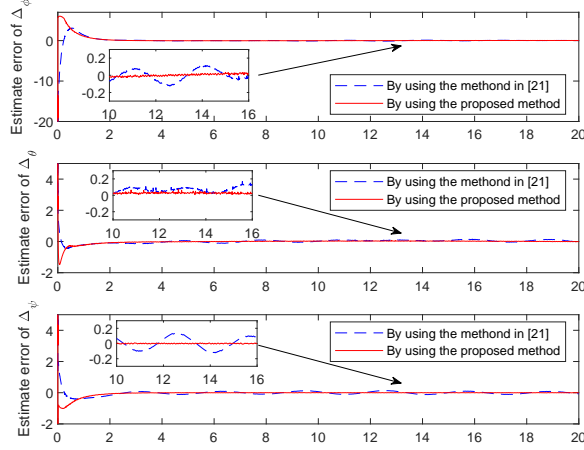 Estimate error of Δϕ
0
-10
-20
0.2
0
-0.2
10 12 14 16
By using the methond in [21]
By using the proposed method
0 2 4 6 8 10 12 14 16 18 20
Estimate error of Δθ
4
2
0
-2
0.2
0
-0.2
10 11 12 13 14 15 16
By using the methond in [21]
By using the proposed method
0 2 4 6 8 10 12 14 16 18 20
Estimate error of Δψ
4
2
0
-2
0.2
0
-0.2
10 12 14 16
By using the methond in [21]
By using the proposed method
0 2 4 6 8 10 12 14 16 18 20